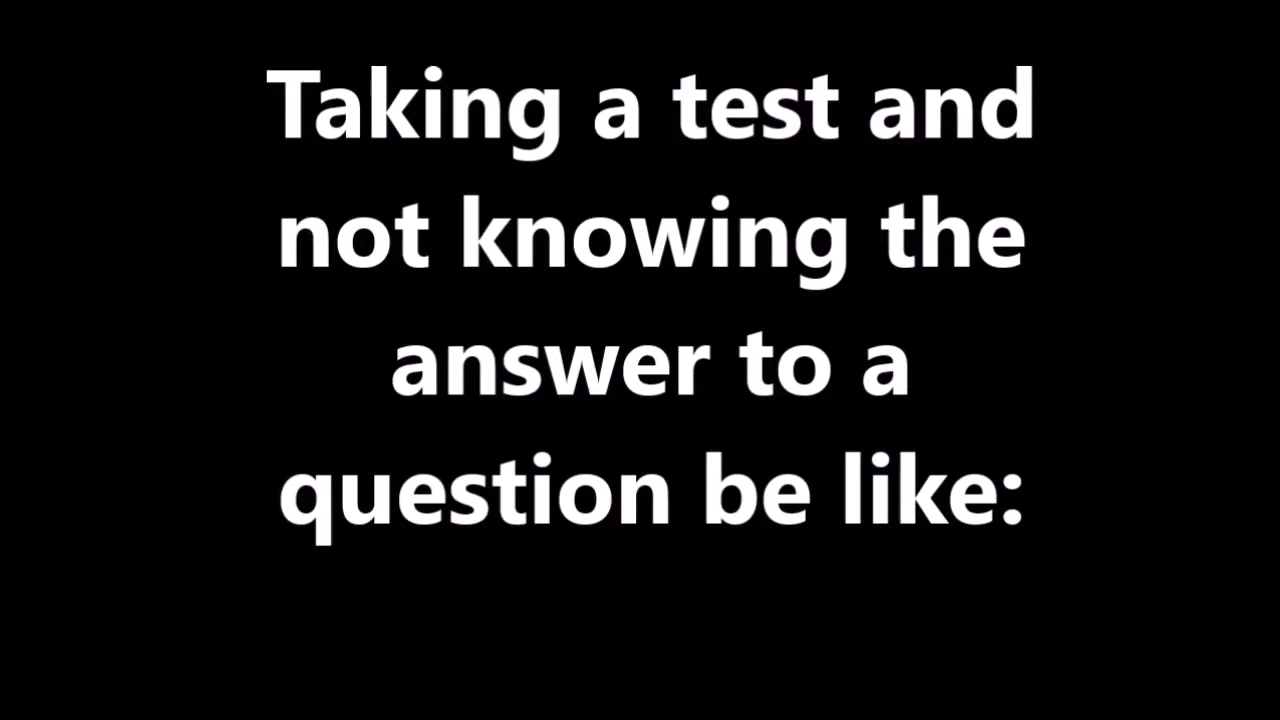 Taking a test and
not knowing the
answer to a
question be like: